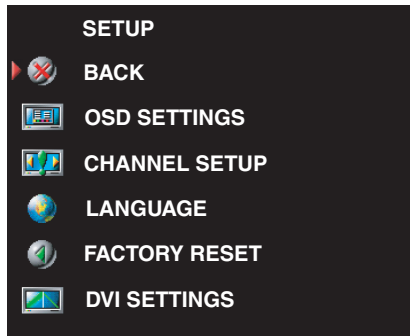 SETUP
BACK
OSD SETTINGS
CHANNEL SETUP
LANGUAGE
FACTORY RESET
DVI SETTINGS